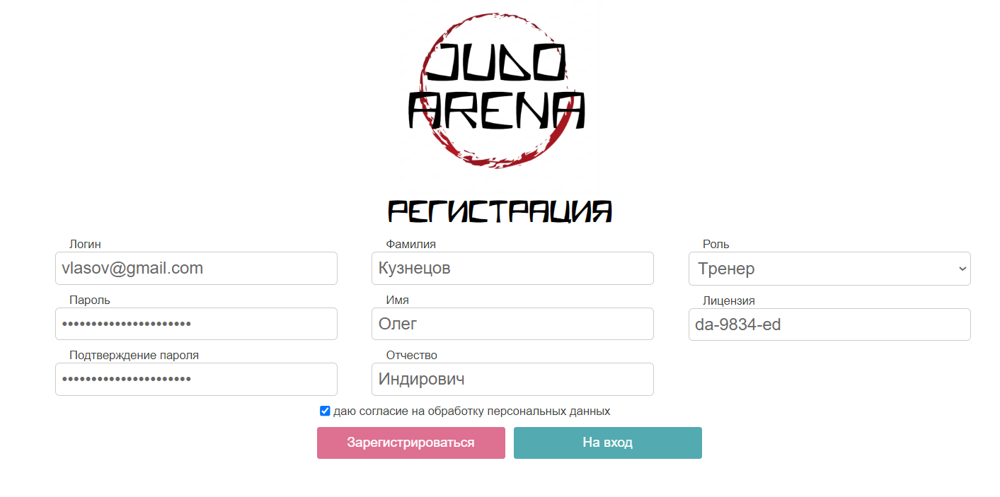 JUDO
ARENA
РЕГИСТРАЦИЯ
Логин
vlasov@gmail.com
Пароль
••••••••••••••••••••••
Подтверждение пароля
••••••••••••••••••••••
Фамилия
Кузнецов
Имя
Олег
Отчество
Индирович
Роль
Тренер
Лицензия
da-9834-ed
даю согласие на обработку персональных данных
Зарегистрироваться
На вход